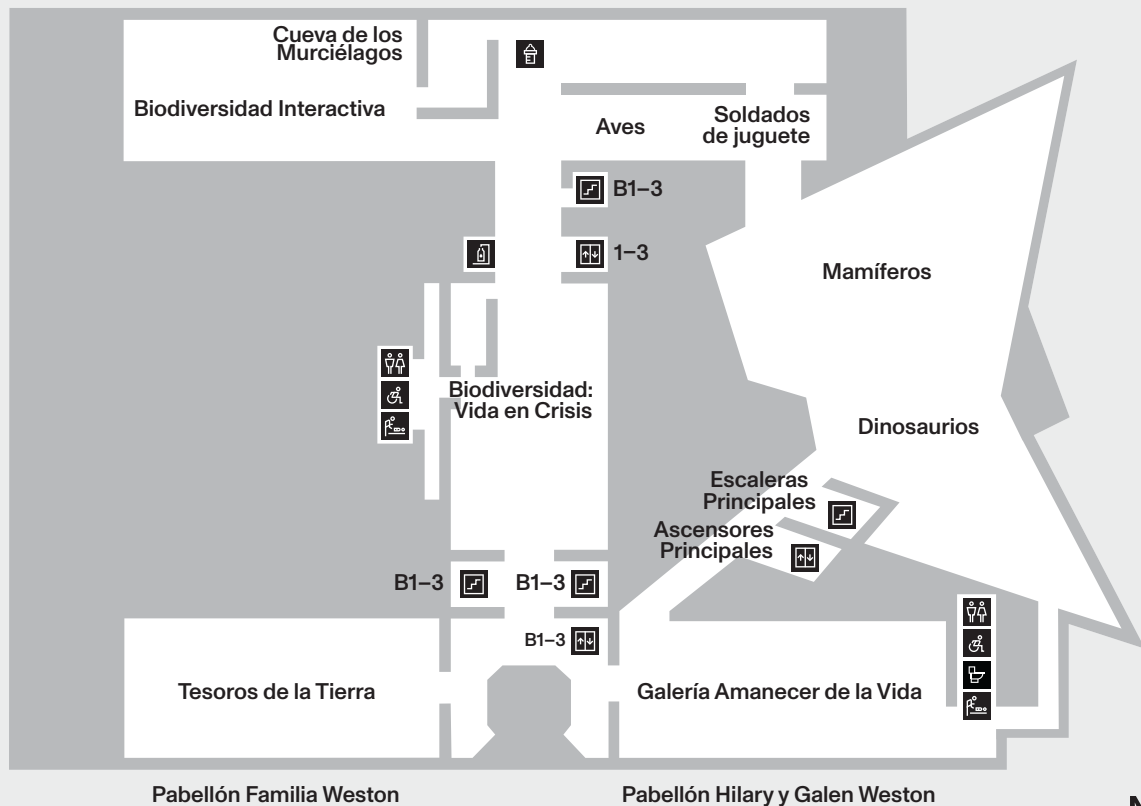 Cueva de los
Murciélagos
Biodiversidad Interactiva
Aves
Soldados
de juguete
B1–3
1–3
Mamíferos
Biodiversidad:
Vida en Crisis
Dinosaurios
Escaleras
Principales
Ascensores
Principales
B1–3
B1–3
B1–3
Tesoros de la Tierra
Galería Amanecer de la Vida
Pabellón Familia Weston
Pabellón Hilary y Galen Weston
N